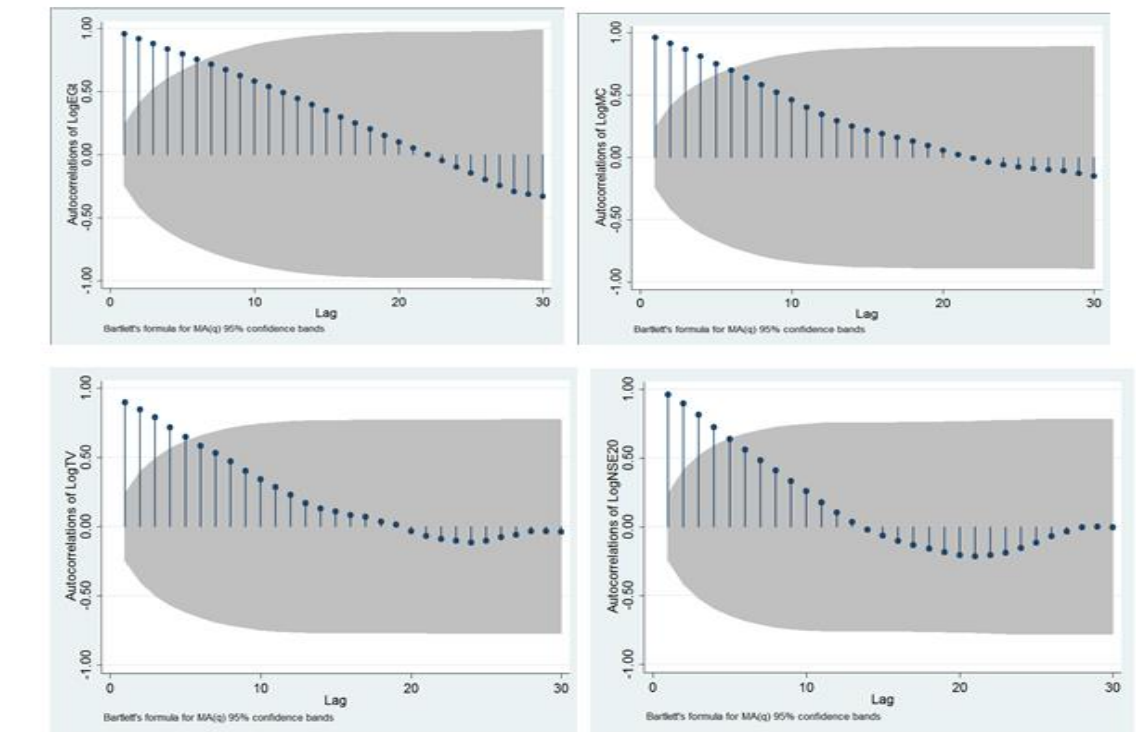 Autocorrelations of LogEGt
1.00
0.50
0.00
-0.50
-1.00
0 10 20 30
Lag
Bartlett's formula for MA(q) 95% confidence bands
Autocorrelations of LogMC
1.00
0.50
0.00
-0.50
-1.00
0 10 20 30
Lag
Bartlett's formula for MA(q) 95% confidence bands
Autocorrelations of LogTV
1.00
0.50
0.00
-0.50
-1.00
0 10 20 30
Lag
Bartlett's formula for MA(q) 95% confidence bands
Autocorrelations of LogNSE20
1.00
0.50
0.00
-0.50
-1.00
0 10 20 30
Lag
Bartlett's formula for MA(q) 95% confidence bands